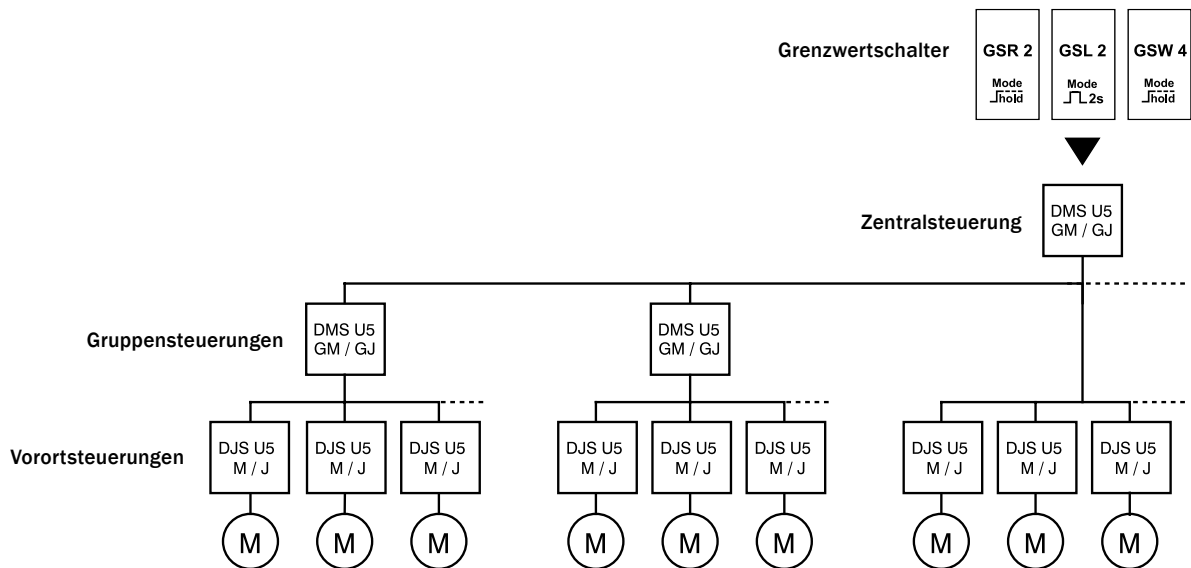 Grenzwertschalter
GSR 2
Mode
hold
GSL 2
Mode
2s
GSW 4
Mode
hold
Zentralsteuerung
DMS U5
GM / GJ
Gruppensteuerungen
DMS U5
GM / GJ
DMS U5
GM / GJ
Vorortsteuerungen
DJS U5
M / J
DJS U5
M / J
DJS U5
M / J
DJS U5
M / J
DJS U5
M / J
DJS U5
M / J
DJS U5
M / J
DJS U5
M / J
DJS U5
M / J
M
M
M
M
M
M
M
M
M